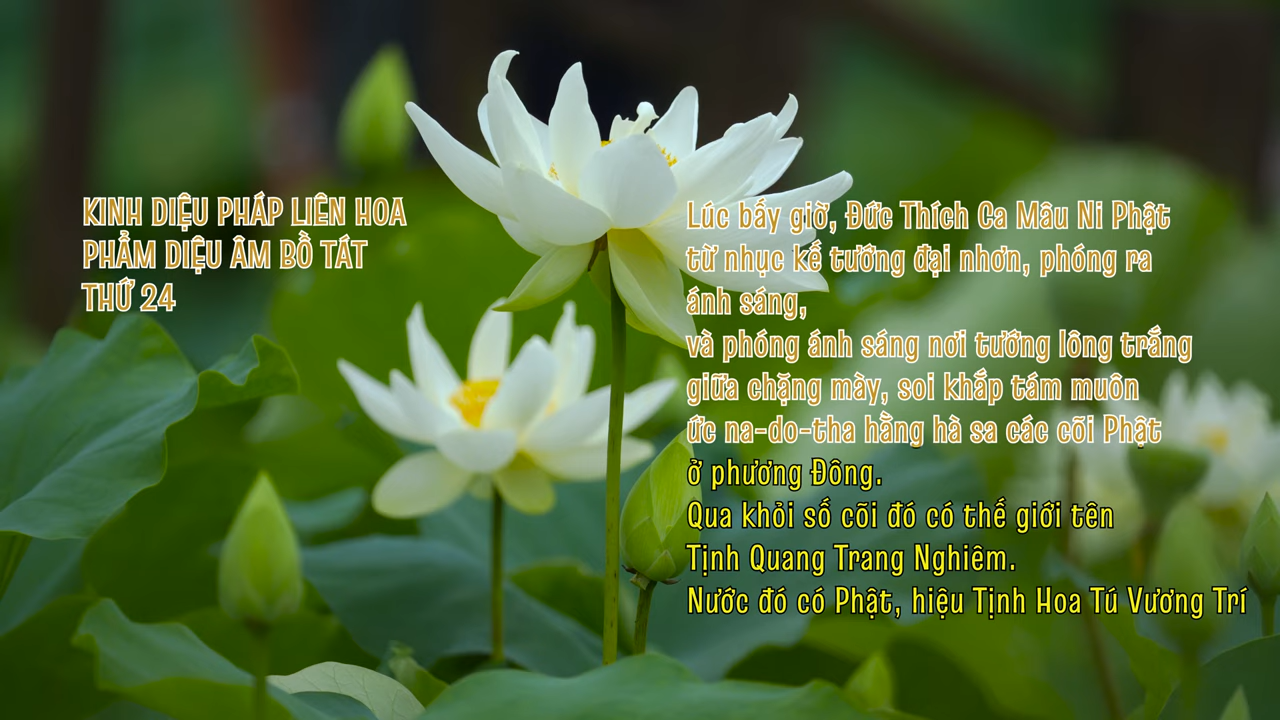 KINH DIỆU PHÁP LIÊN HOA
PHẨM DIỆU ÂM BỒ TÁT
THỨ 24
Lúc bấy giờ, Đức Thích Ca Mâu Ni Phật
từ nhục kế tướng đại nhơn, phóng ra
ánh sáng,
và phóng ánh sáng nơi tướng lông trắng
giữa chặng mày, soi khắp tám muôn
ức na-do-tha hằng hà sa các cõi Phật
ở phương Đông.
Qua khỏi số cõi đó có thế giới tên
Tịnh Quang Trang Nghiêm.
Nước đó có Phật, hiệu Tịnh Hoa Tú Vương Trí